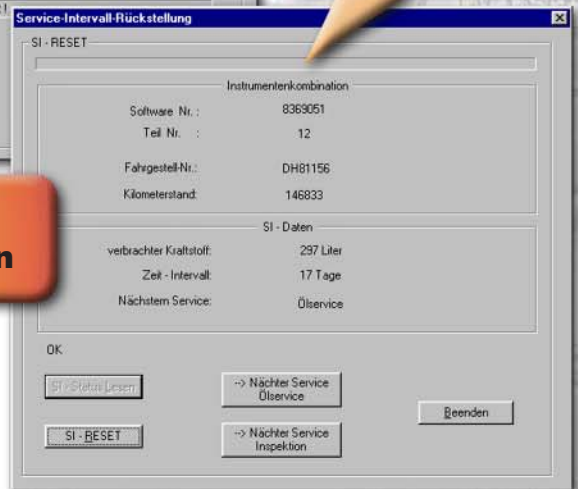 Service-Intervall-Rückstellung
SI - RESET
Instrumentenkombination
Software Nr. : 8369051
Teil Nr. : 12
Fahrgestell-Nr.: DH81156
Kilometerstand: 146833
SI - Daten
verbrachter Kraftstoff: 297 Liter
Zeit - Intervall: 17 Tage
Nächstem Service: Ölservice
n
OK
SI - Status Lesen
--> Nächter Service
Ölservice
Beenden
SI - RESET
--> Nächter Service
Inspektion